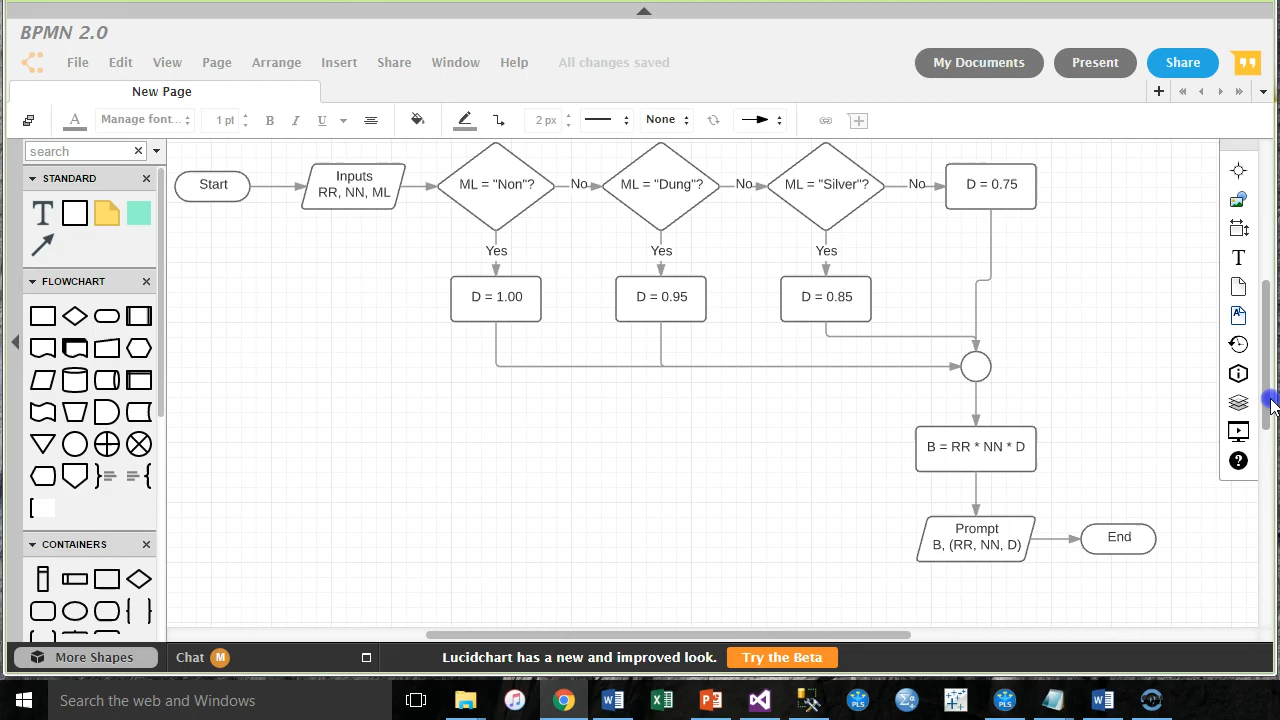 BPMN 2.0
File Edit View Page Arrange Insert Share Window Help All changes saved
My Documents Present Share
New Page
A Manage font... 1 pt B I U 2 px None
search
STANDARD
T
FLOWCHART
CONTAINERS
Start
Inputs
RR, NN, ML
ML = "Non"?
No
ML = "Dung"?
No
ML = "Silver"?
No
D = 0.75
Yes
Yes
Yes
D = 1.00
D = 0.95
D = 0.85
B = RR * NN * D
Prompt
B, (RR, NN, D)
End
More Shapes
Chat M
Lucidchart has a new and improved look. Try the Beta
Search the web and Windows